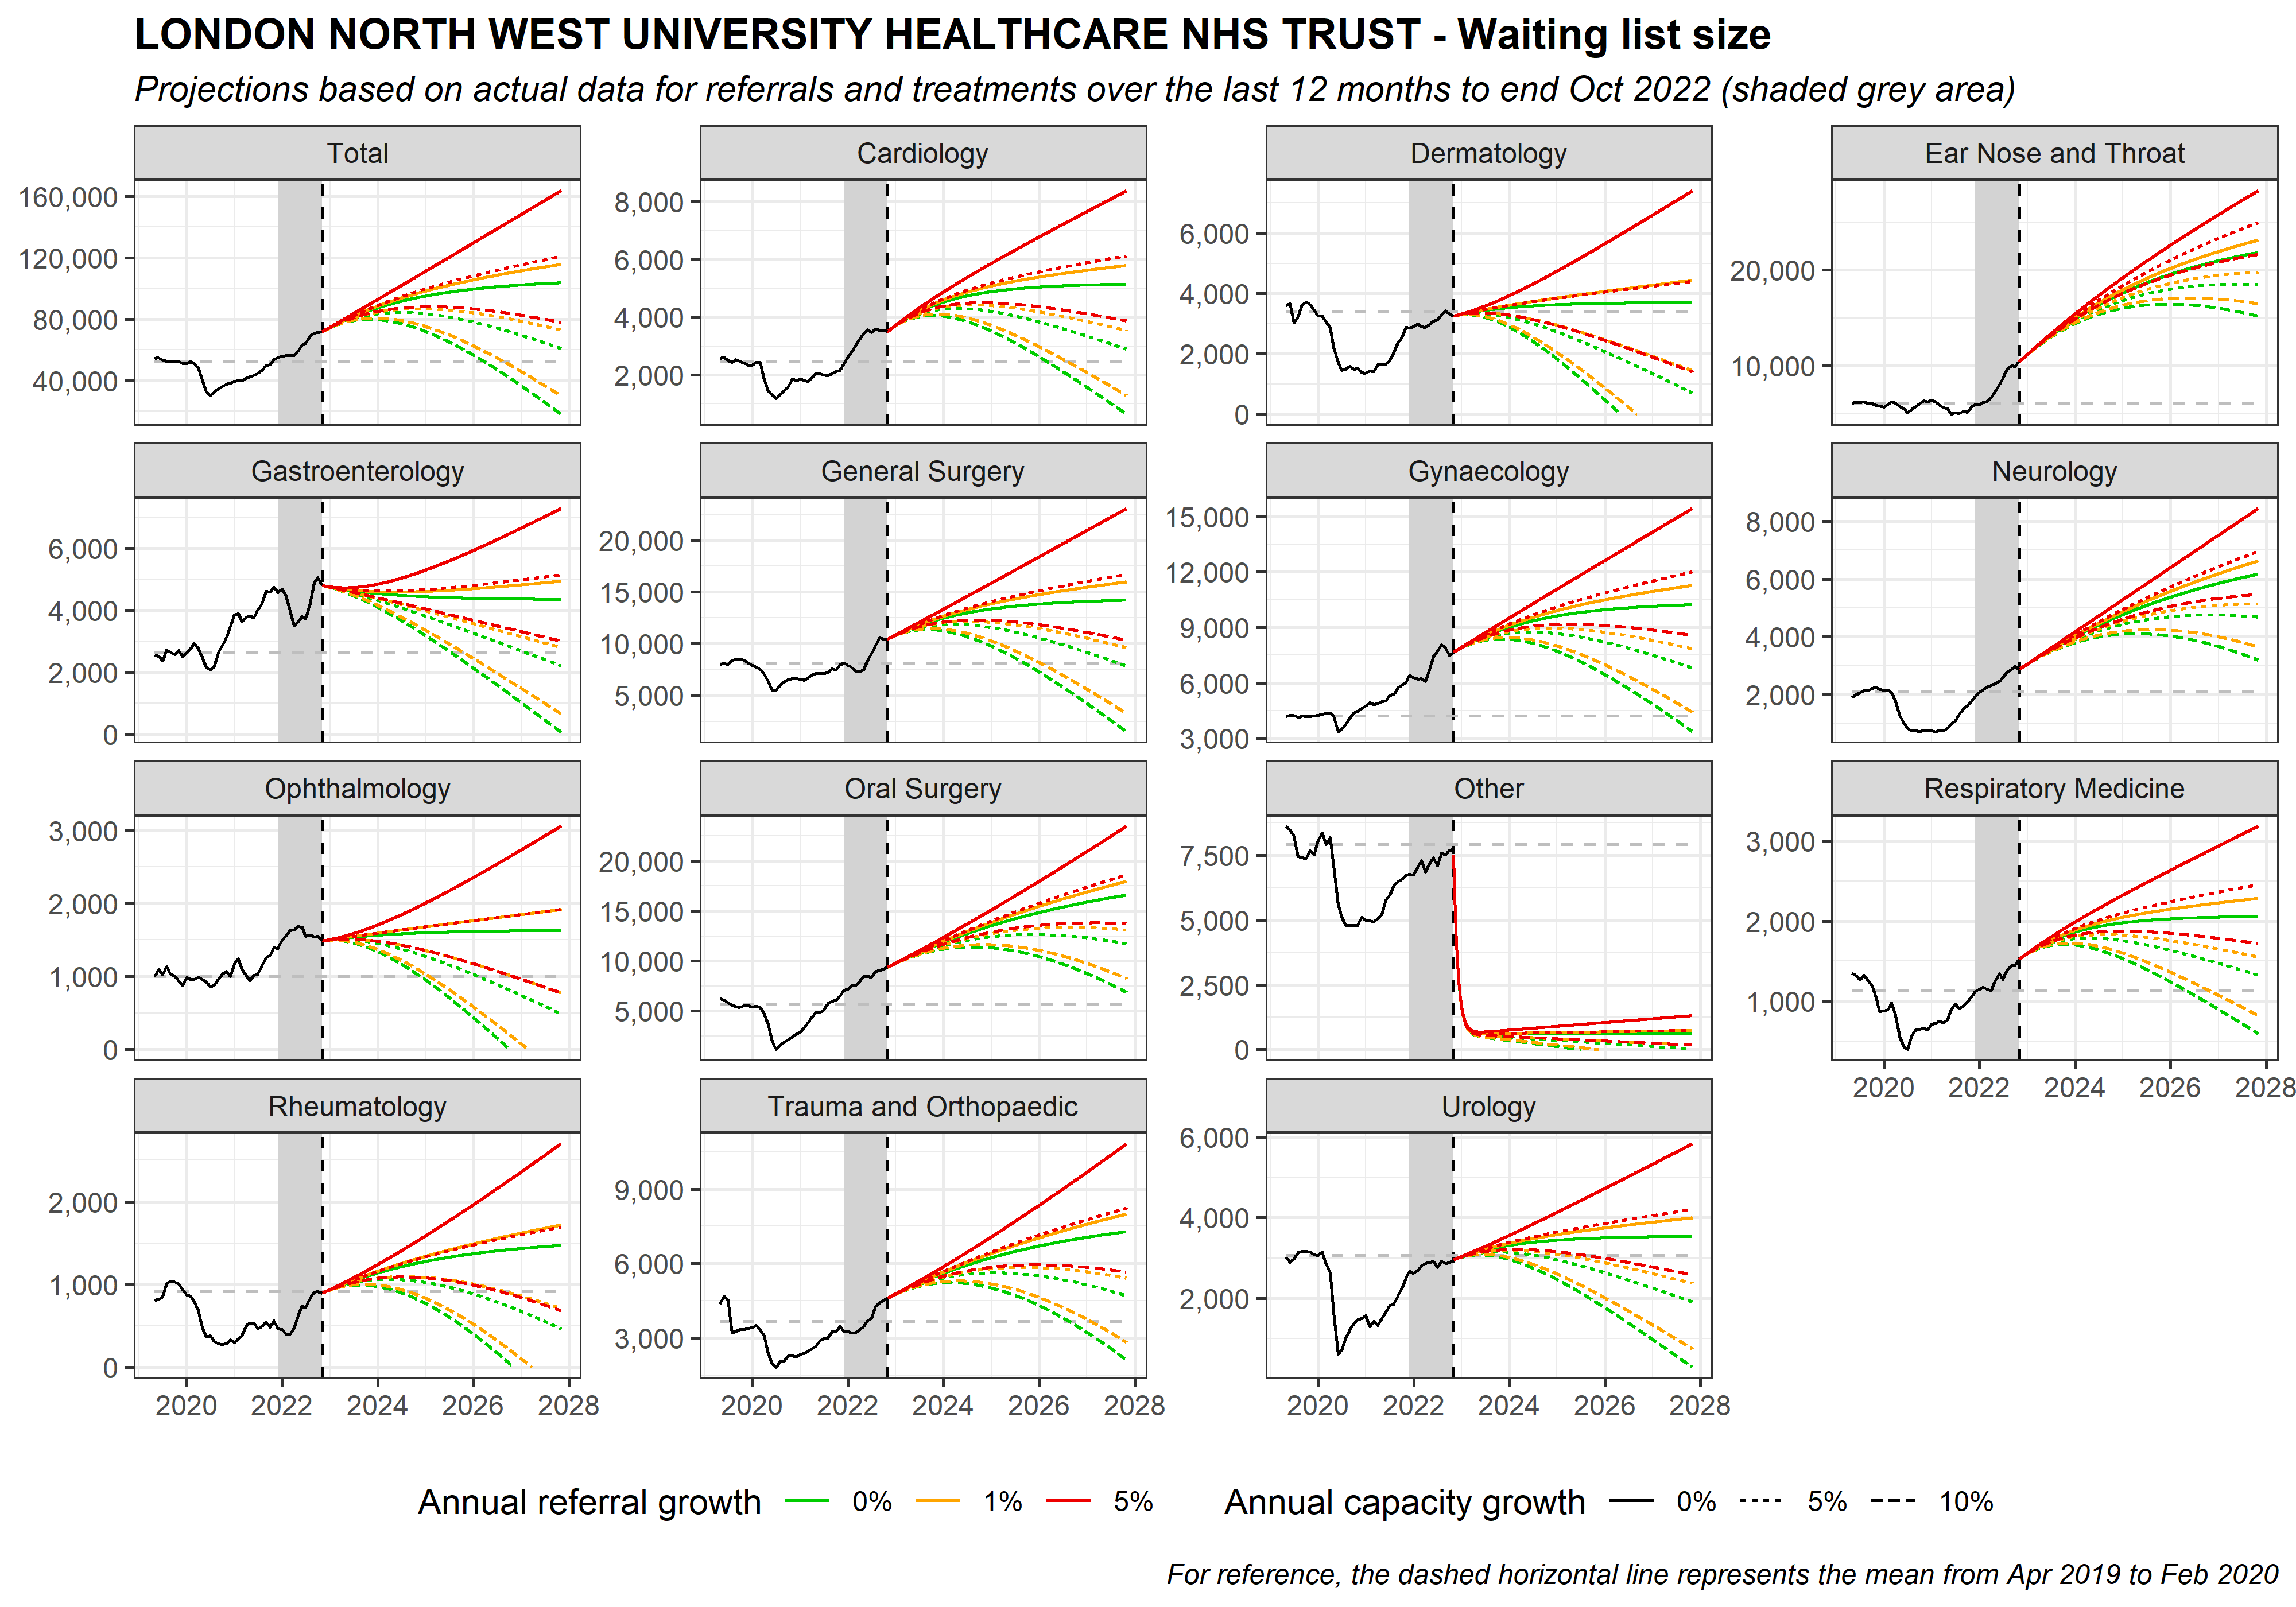 LONDON NORTH WEST UNIVERSITY HEALTHCARE NHS TRUST - Waiting list size
Projections based on actual data for referrals and treatments over the last 12 months to end Oct 2022 (shaded grey area)
Total
160,000
120,000
80,000
40,000
Cardiology
8,000
6,000
4,000
2,000
Dermatology
6,000
4,000
2,000
0
Ear Nose and Throat
20,000
10,000
Gastroenterology
6,000
4,000
2,000
0
General Surgery
20,000
15,000
10,000
5,000
Gynaecology
15,000
12,000
9,000
6,000
3,000
Neurology
8,000
6,000
4,000
2,000
Ophthalmology
3,000
2,000
1,000
0
Oral Surgery
20,000
15,000
10,000
5,000
Other
7,500
5,000
2,500
0
Respiratory Medicine
3,000
2,000
1,000
2020 2022 2024 2026 2028
Rheumatology
2,000
1,000
0
2020 2022 2024 2026 2028
Trauma and Orthopaedic
9,000
6,000
3,000
2020 2022 2024 2026 2028
Urology
6,000
4,000
2,000
2020 2022 2024 2026 2028
Annual referral growth 0% 1% 5% Annual capacity growth 0% 5% 10%
For reference, the dashed horizontal line represents the mean from Apr 2019 to Feb 2020